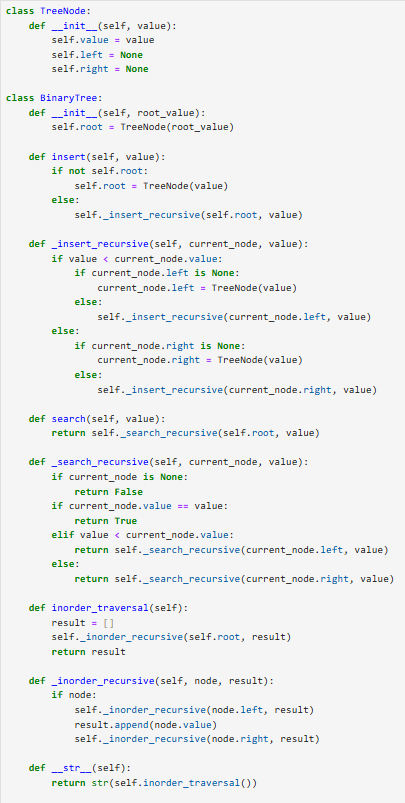 class TreeNode:
    def __init__(self, value):
        self.value = value
        self.left = None
        self.right = None

class BinaryTree:
    def __init__(self, root_value):
        self.root = TreeNode(root_value)

    def insert(self, value):
        if not self.root:
            self.root = TreeNode(value)
        else:
            self._insert_recursive(self.root, value)

    def _insert_recursive(self, current_node, value):
        if value < current_node.value:
            if current_node.left is None:
                current_node.left = TreeNode(value)
            else:
                self._insert_recursive(current_node.left, value)
        else:
            if current_node.right is None:
                current_node.right = TreeNode(value)
            else:
                self._insert_recursive(current_node.right, value)

    def search(self, value):
        return self._search_recursive(self.root, value)

    def _search_recursive(self, current_node, value):
        if current_node is None:
            return False
        if current_node.value == value:
            return True
        elif value < current_node.value:
            return self._search_recursive(current_node.left, value)
        else:
            return self._search_recursive(current_node.right, value)

    def inorder_traversal(self):
        result = []
        self._inorder_recursive(self.root, result)
        return result

    def _inorder_recursive(self, node, result):
        if node:
            self._inorder_recursive(node.left, result)
            result.append(node.value)
            self._inorder_recursive(node.right, result)

    def __str__(self):
        return str(self.inorder_traversal())